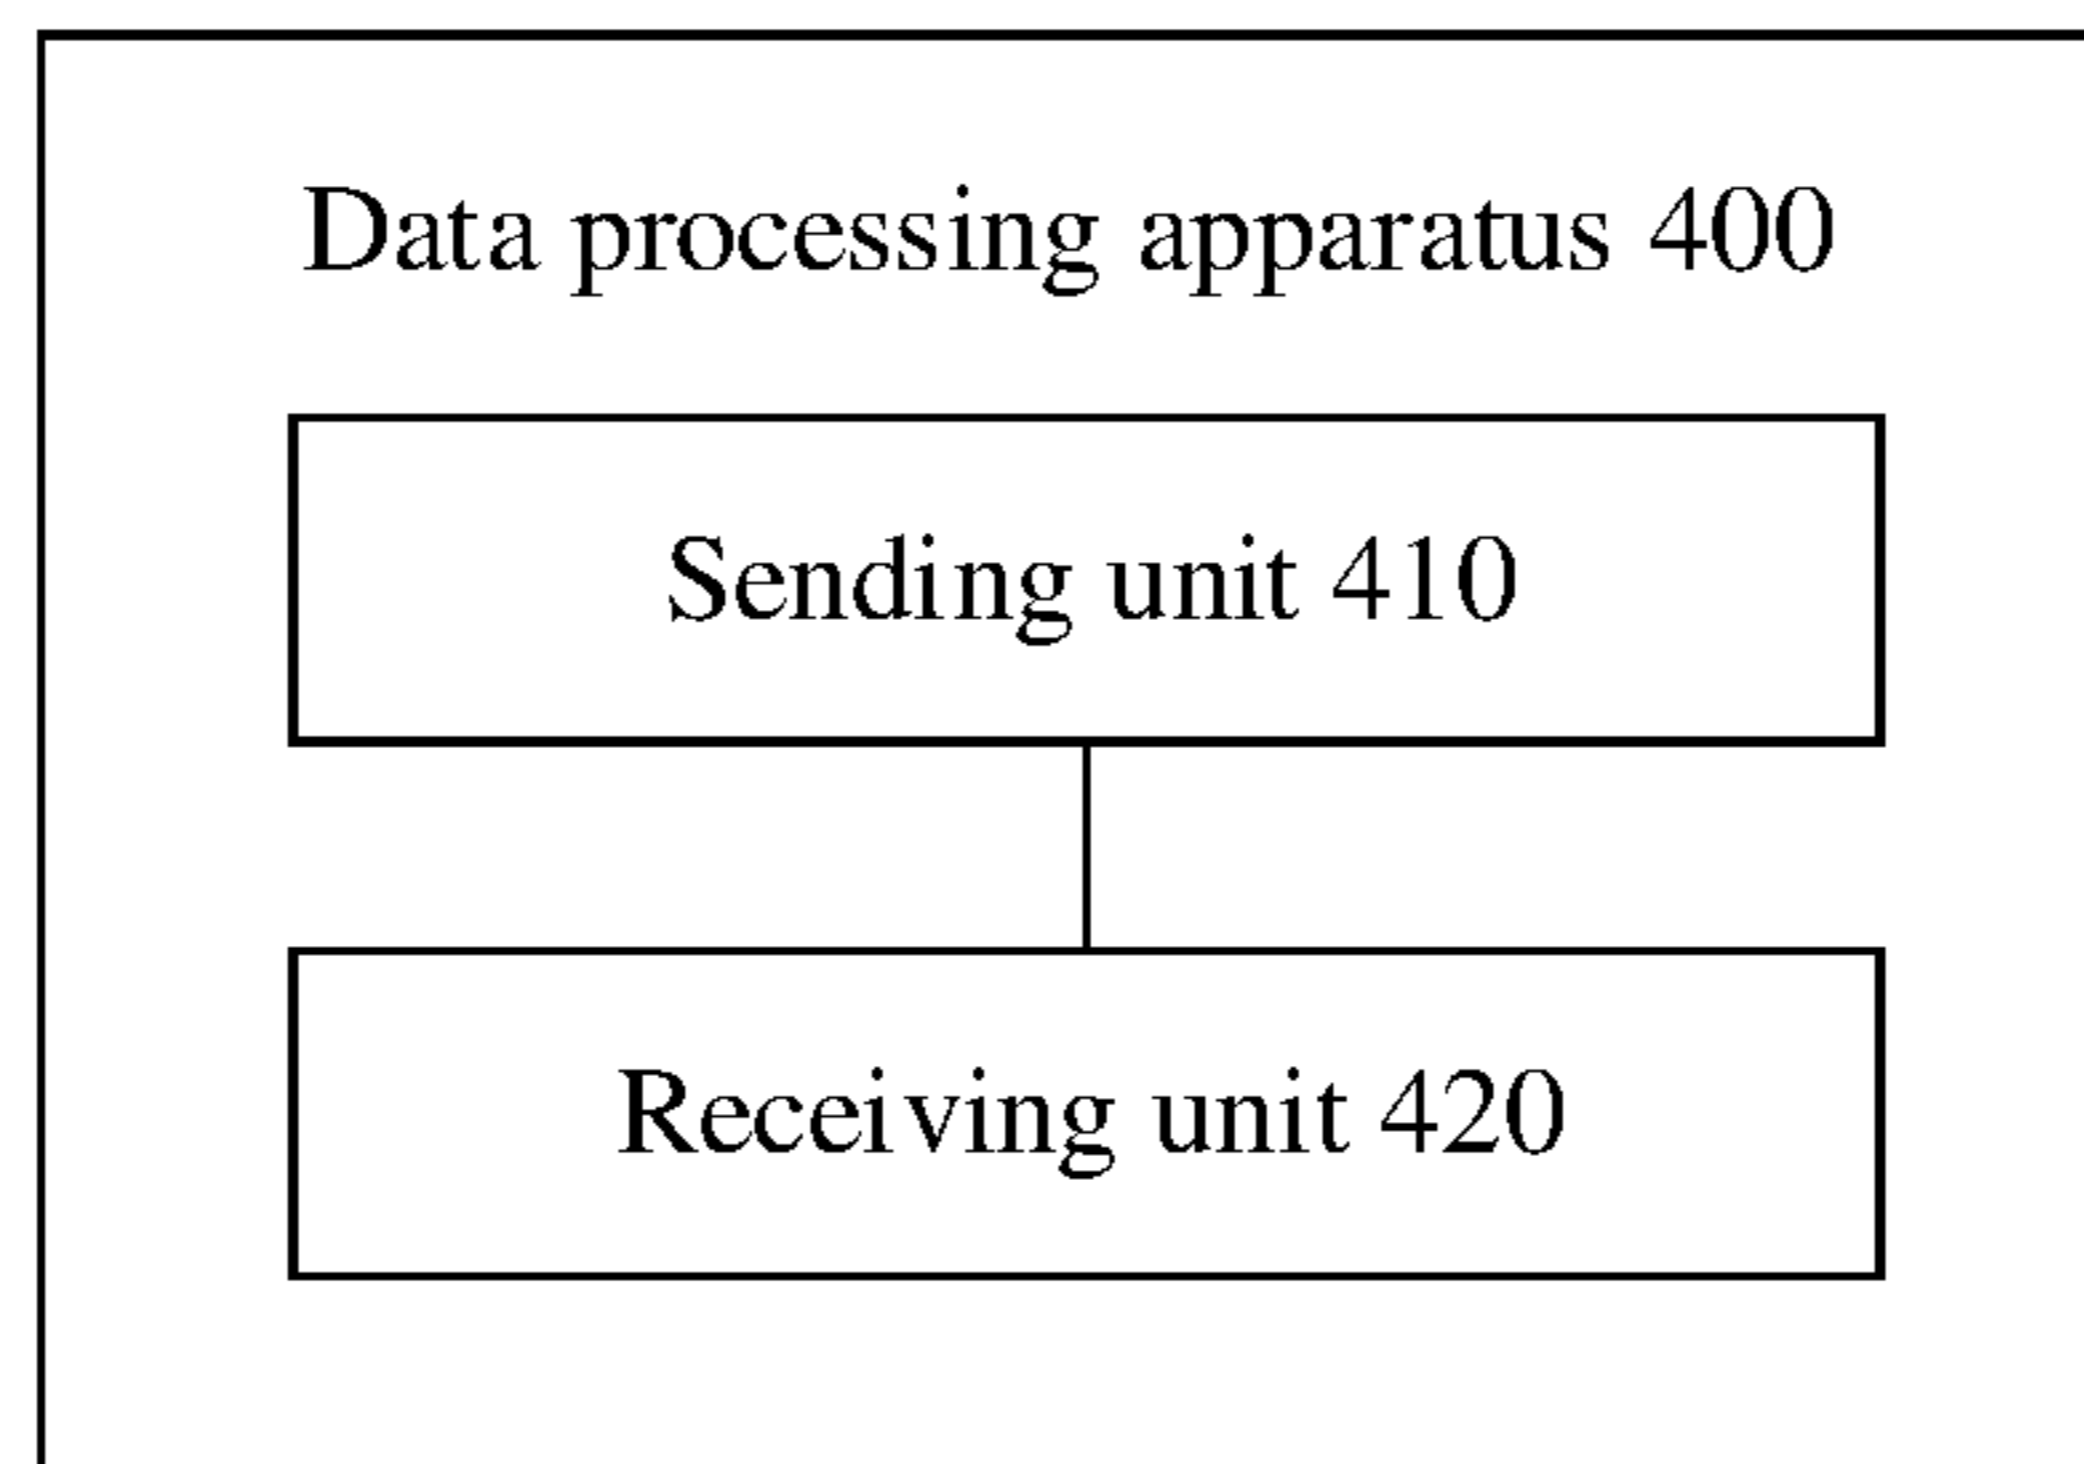 Data processing apparatus 400
Sending unit 410
Receiving unit 420